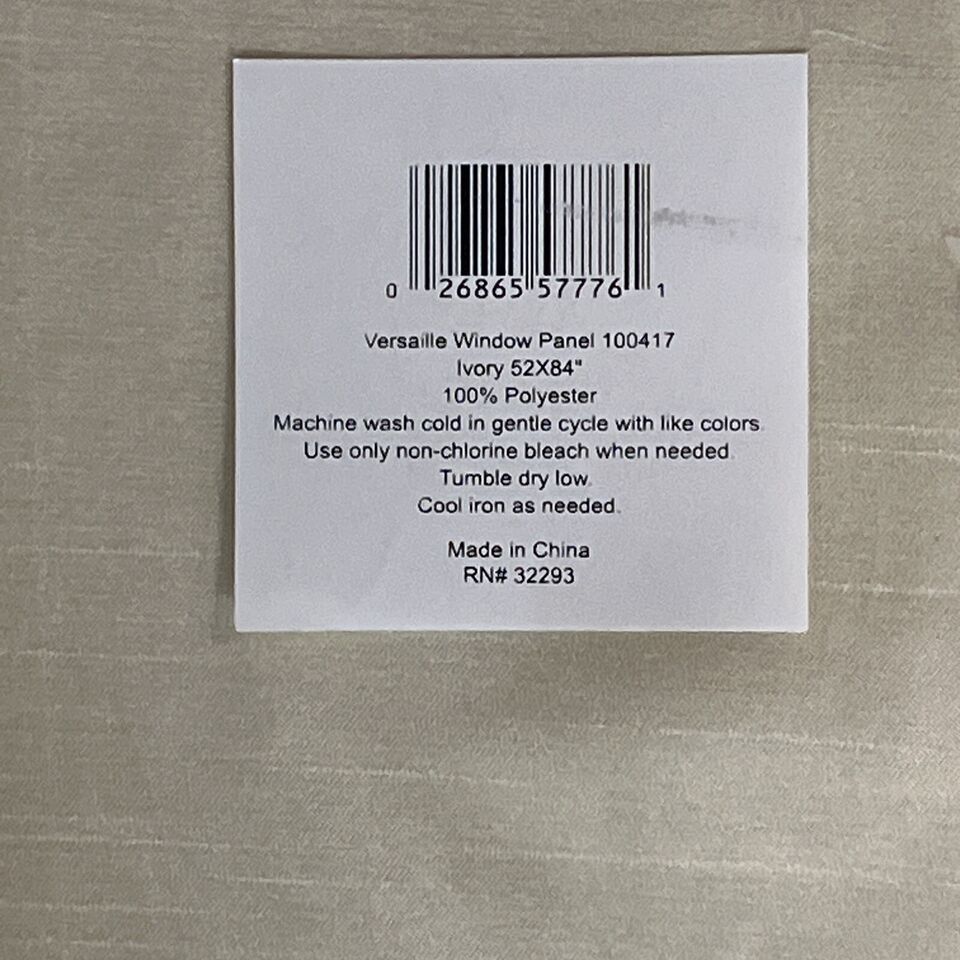 0 26865 57776 1
Versaille Window Panel 100417
Ivory 52X84"
100% Polyester
Machine wash cold in gentle cycle with like colors.
Use only non-chlorine bleach when needed.
Tumble dry low.
Cool iron as needed.
Made in China
RN# 32293